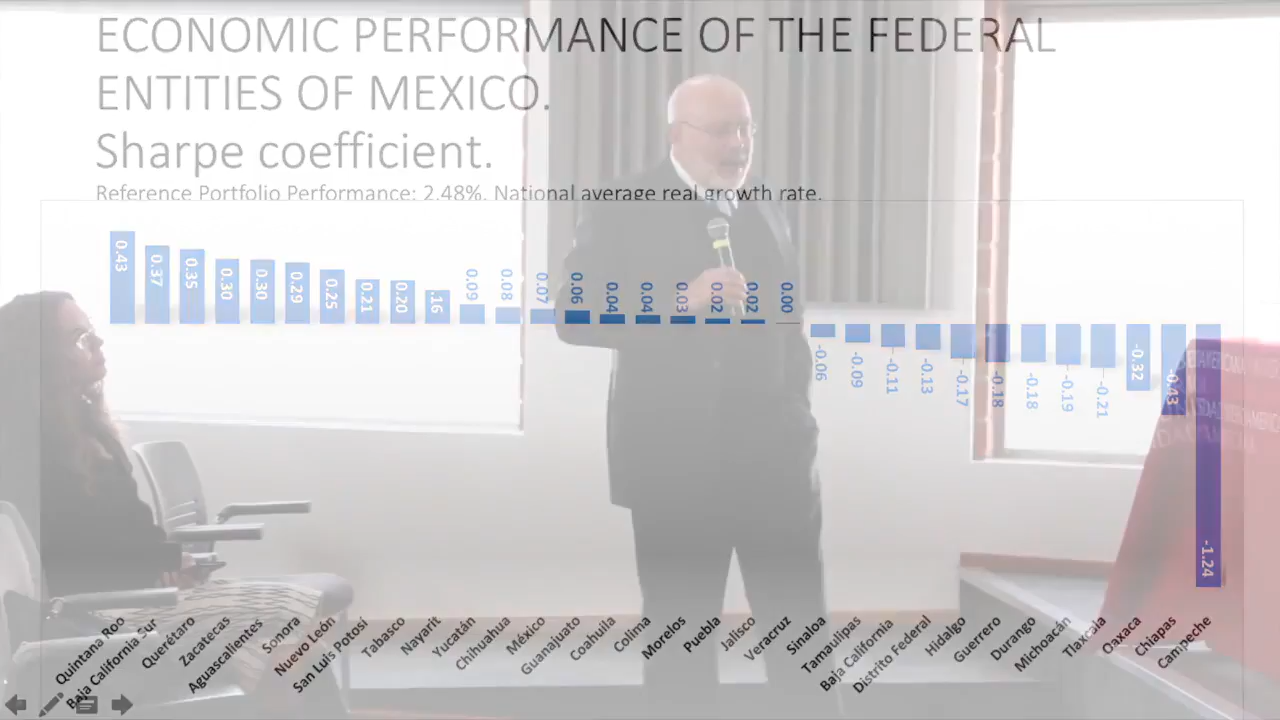 ECONOMIC PERFORMANCE OF THE FEDERAL
ENTITIES OF MEXICO.
Sharpe coefficient.
Reference Portfolio Performance: 2.48%. National average real growth rate.
0.43
0.37
0.35
0.30
0.30
0.29
0.25
0.21
0.20
.16
0.09
0.08
0.07
0.06
0.04
0.04
0.03
0.02
0.02
0.00
-0.06
-0.09
-0.11
-0.13
-0.17
-0.18
-0.18
-0.19
-0.21
-0.32
-0.43
-1.24
Quintana Roo
Baja California Sur
Querétaro
Zacatecas
Aguascalientes
Sonora
Nuevo León
San Luis Potosí
Tabasco
Nayarit
Yucatán
Chihuahua
México
Guanajuato
Coahuila
Colima
Morelos
Puebla
Jalisco
Veracruz
Sinaloa
Tamaulipas
Baja California
Distrito Federal
Hidalgo
Guerrero
Durango
Michoacán
Tlaxcala
Oaxaca
Chiapas
Campeche